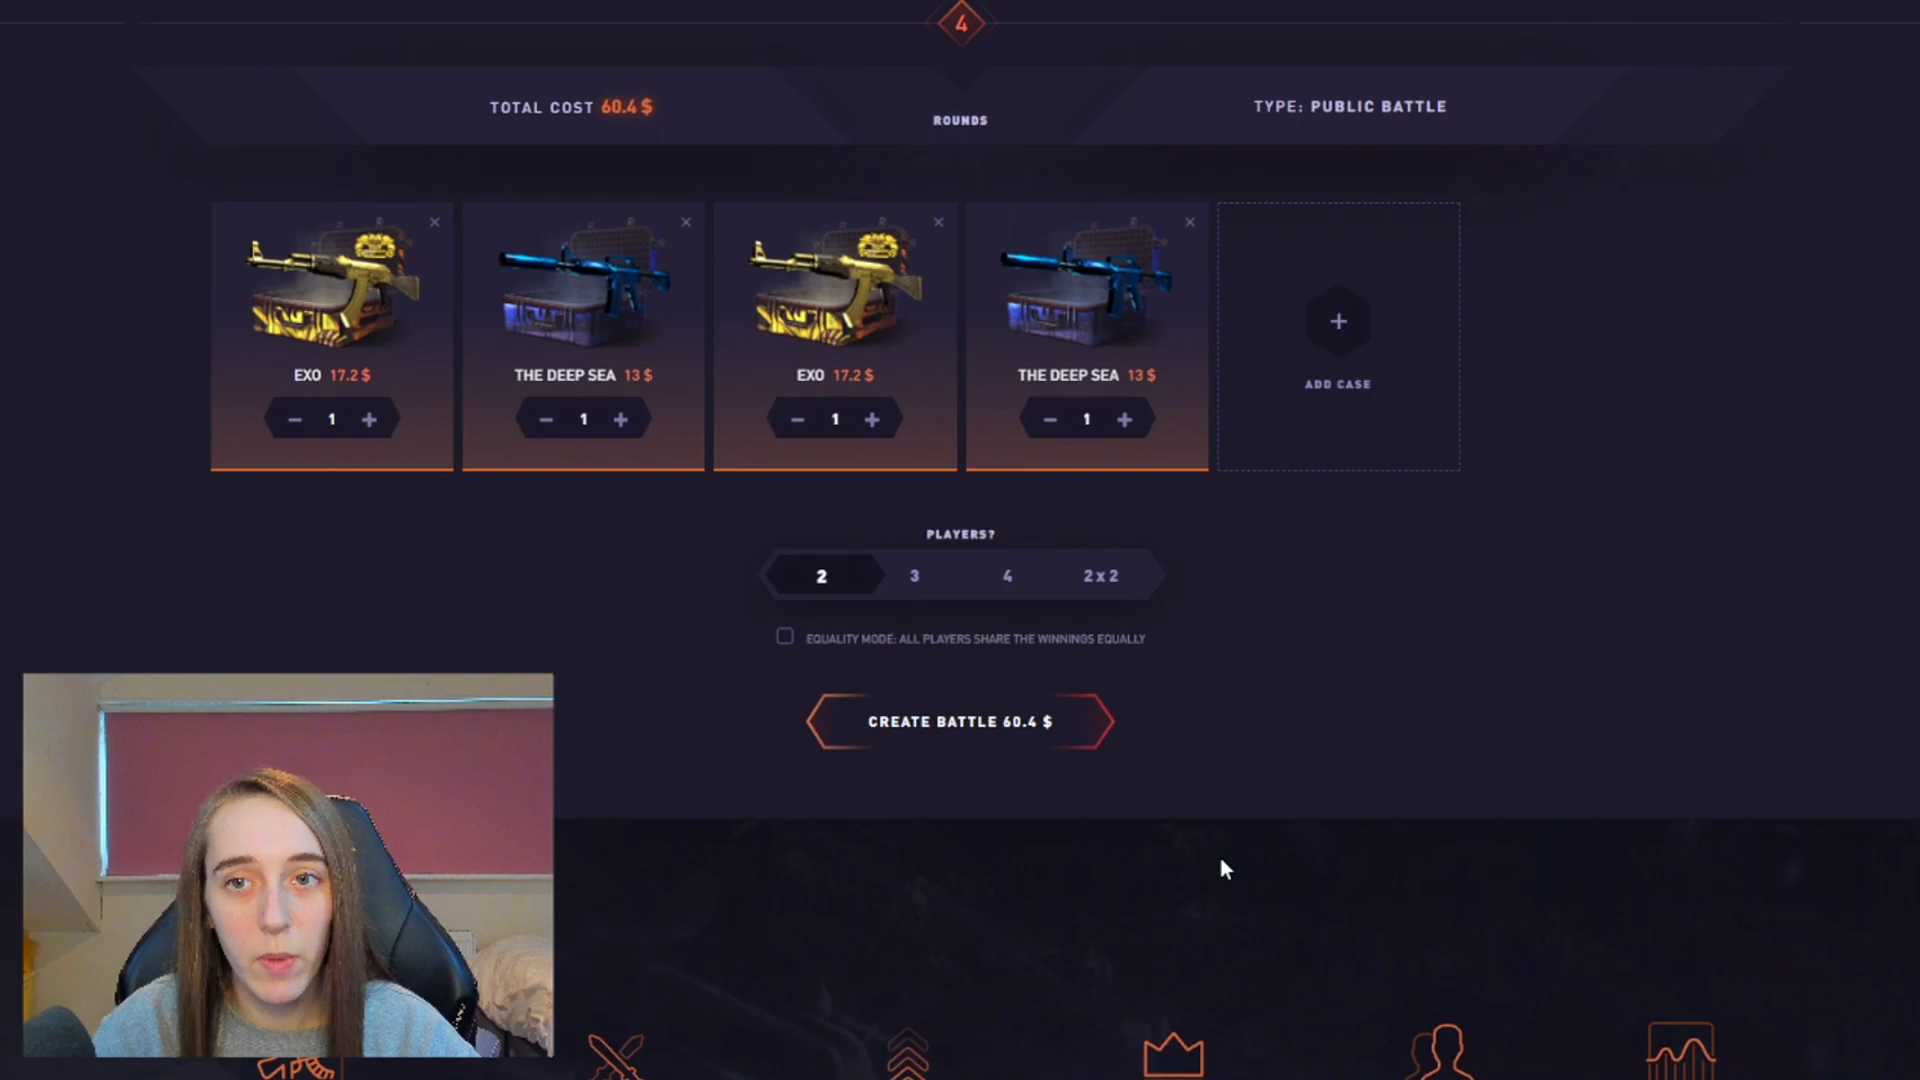 4
TOTAL COST 60.4 $
ROUNDS
TYPE: PUBLIC BATTLE
EXO 17.2 $
THE DEEP SEA 13 $
EXO 17.2 $
THE DEEP SEA 13 $
ADD CASE
1
1
1
1
PLAYERS?
2 3 4 2 x 2
EQUALITY MODE: ALL PLAYERS SHARE THE WINNINGS EQUALLY
CREATE BATTLE 60.4 $